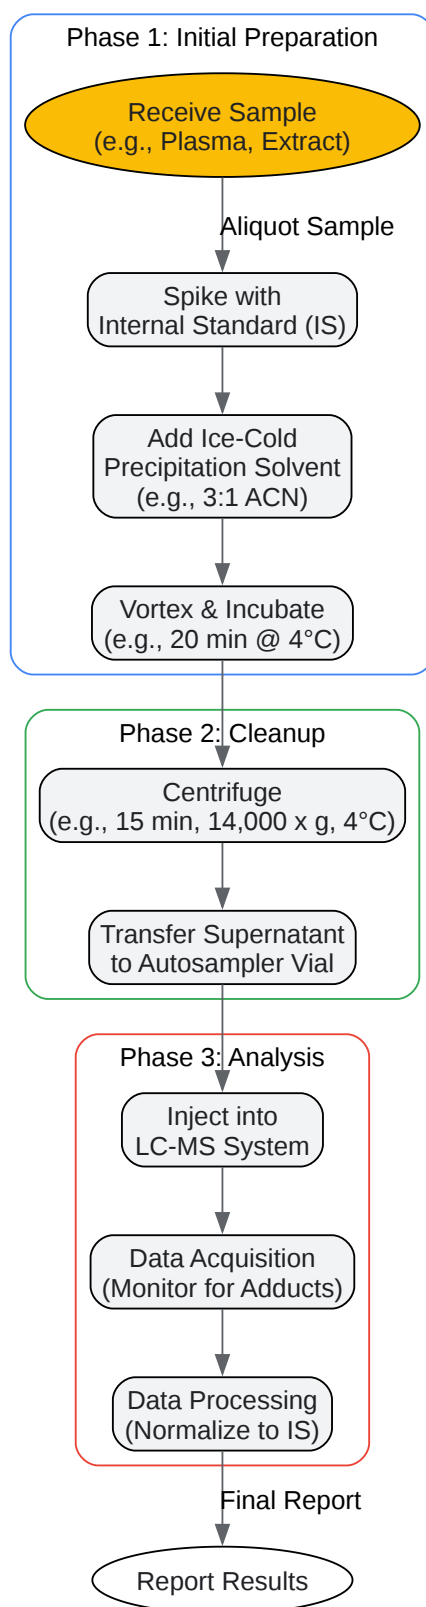 Phase 1: Initial Preparation
Receive Sample
(e.g., Plasma, Extract)
Aliquot Sample
Spike with
Internal Standard (IS)
Add Ice-Cold
Precipitation Solvent
(e.g., 3:1 ACN)
Vortex & Incubate
(e.g., 20 min @ 4°C)
Phase 2: Cleanup
Centrifuge
(e.g., 15 min, 14,000 x g, 4°C)
Transfer Supernatant
to Autosampler Vial
Phase 3: Analysis
Inject into
LC-MS System
Data Acquisition
(Monitor for Adducts)
Data Processing
(Normalize to IS)
Final Report
Report Results